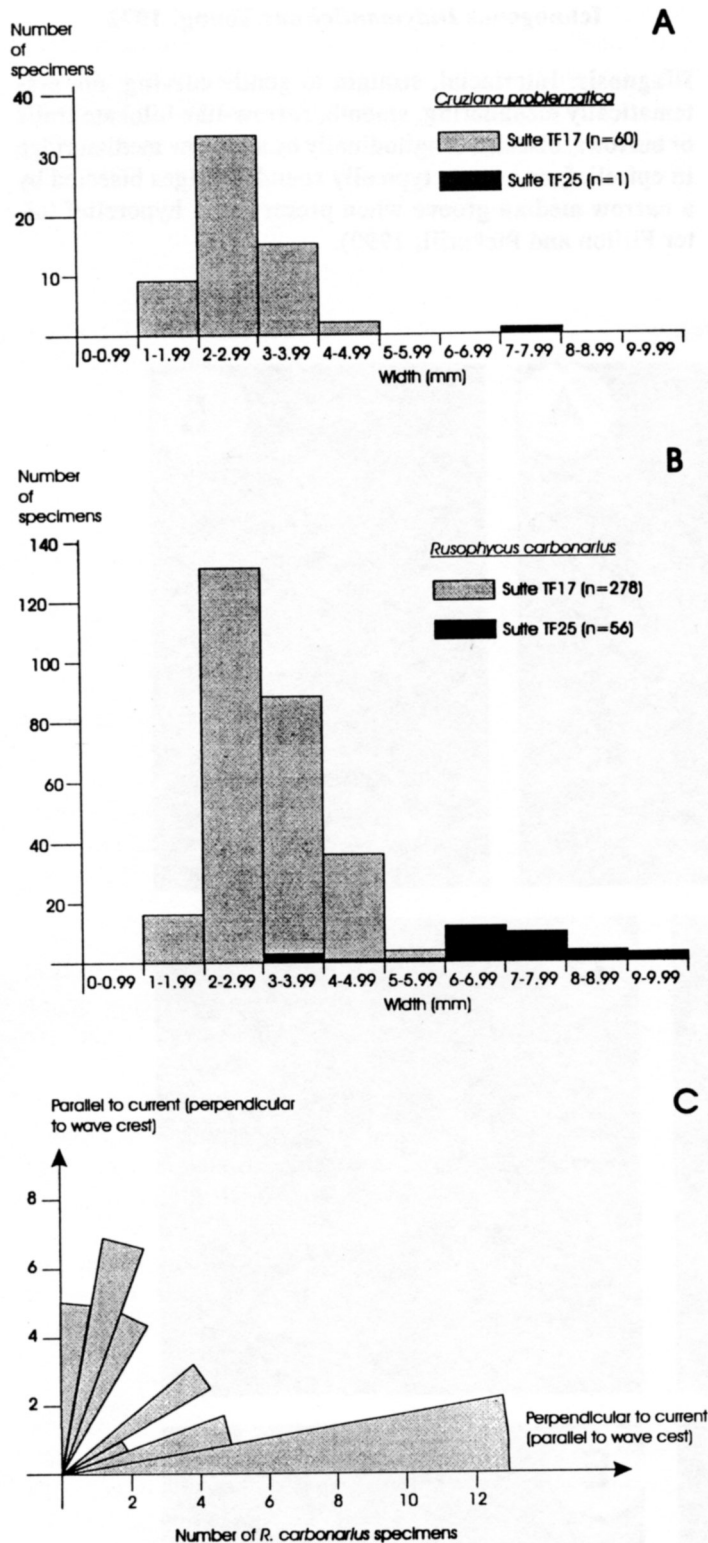 A
Number
of
specimens
40
30
20
10
Cruziana problematica
Suite TF17 (n=60)
Suite TF25 (n=1)
0-0.99 1-1.99 2-2.99 3-3.99 4-4.99 5-5.99 6-6.99 7-7.99 8-8.99 9-9.99
Width (mm)
B
Number
of
specimens
140
120
100
80
60
40
20
Rusophycus carbonarius
Suite TF17 (n=278)
Suite TF25 (n=56)
0-0.99 1-1.99 2-2.99 3-3.99 4-4.99 5-5.99 6-6.99 7-7.99 8-8.99 9-9.99
Width (mm)
C
Parallel to current (perpendicular
to wave crest)
8
6
4
2
Perpendicular to current
(parallel to wave cest)
2 4 6 8 10 12
Number of R. carbonarius specimens